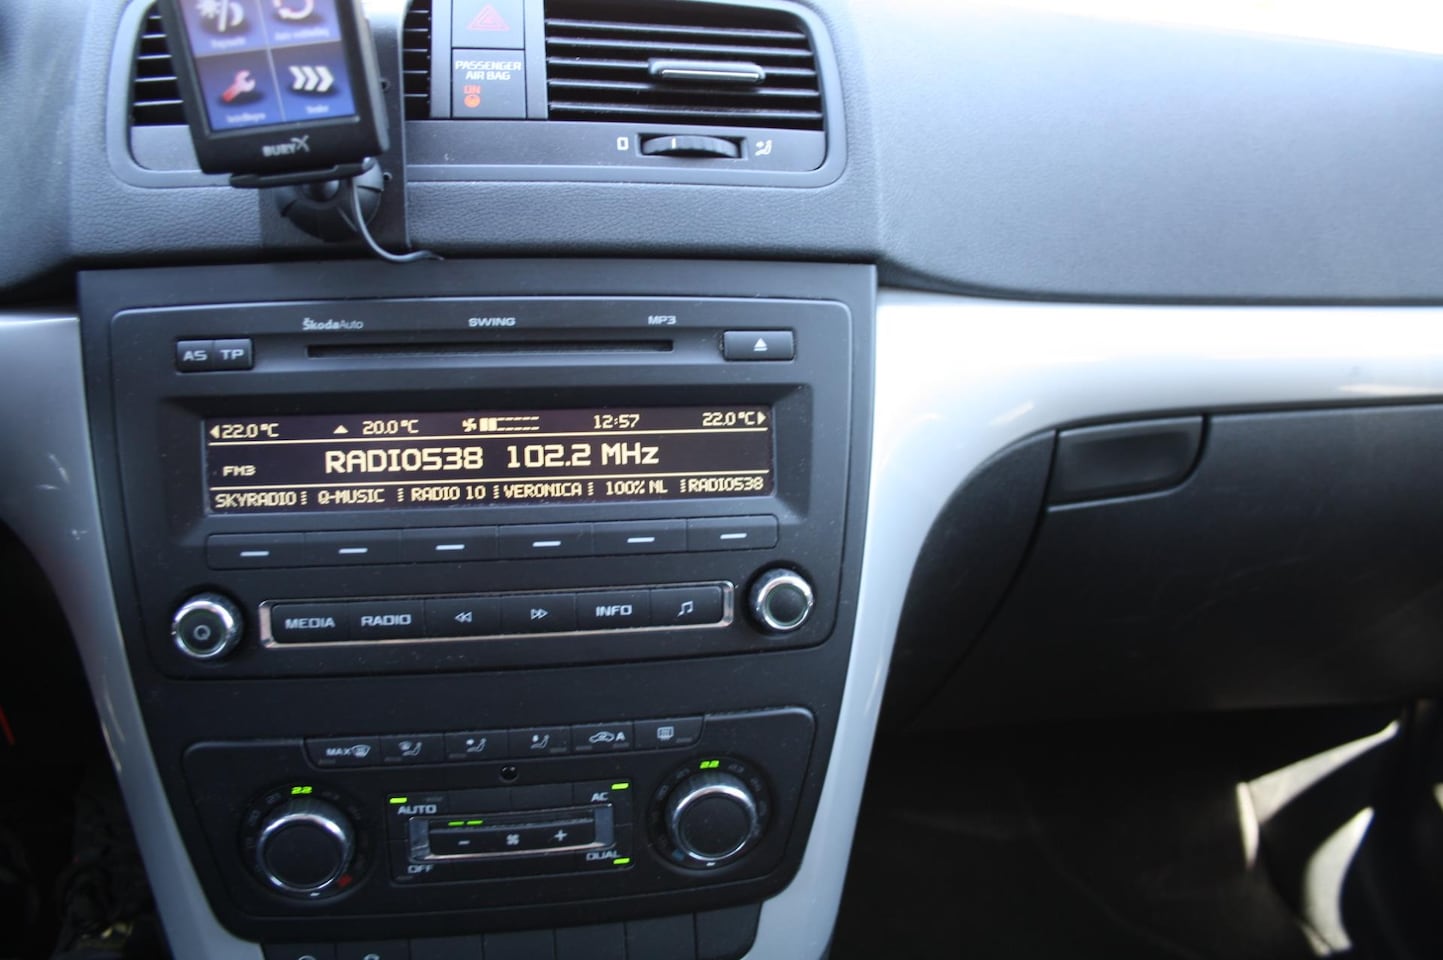 PASSENGER
AIR BAG
ON
BURY
ŠkodaAuto SWING MP3
AS TP
22.0°C 20.0°C 12:57 22.0°C
FM3 RADIO538 102.2 MHz
SKYRADIO Q-MUSIC RADIO 10 VERONICA 100% NL RADIO538
MEDIA RADIO INFO
MAX A
22 22
AUTO AC
OFF DUAL